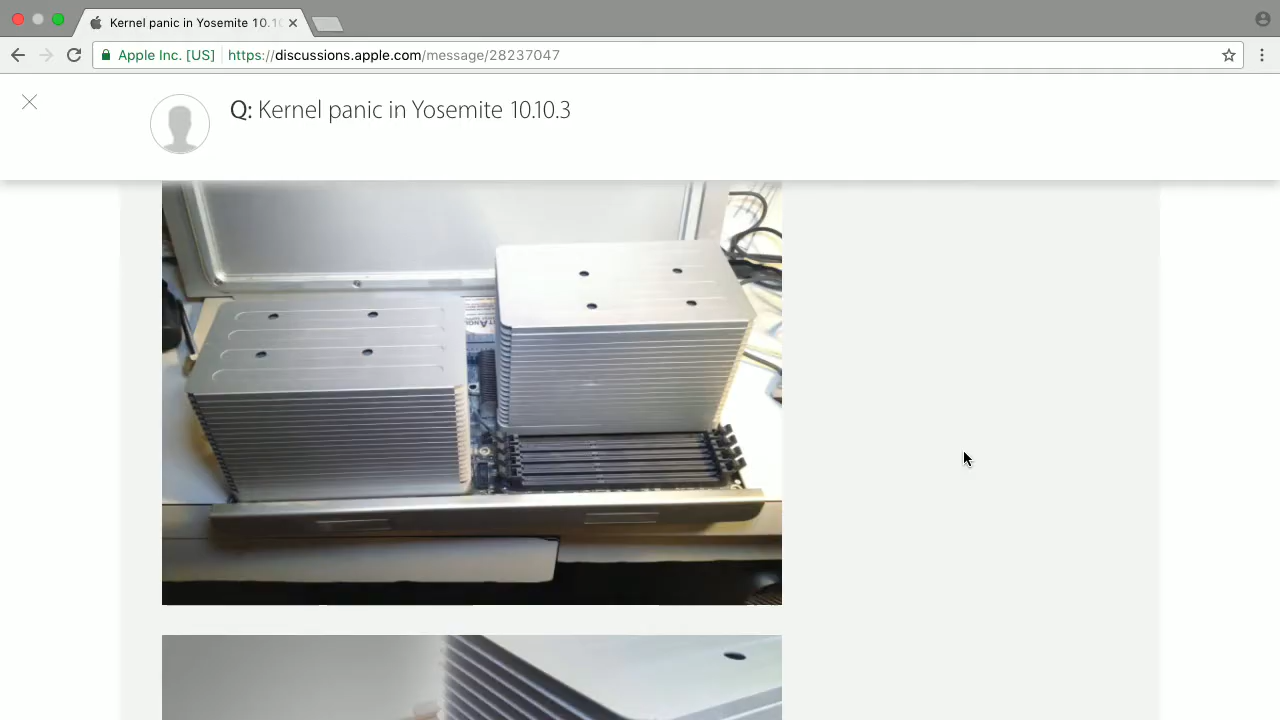 Kernel panic in Yosemite 10.10
Apple Inc. [US]
https://discussions.apple.com/message/28237047
Q: Kernel panic in Yosemite 10.10.3